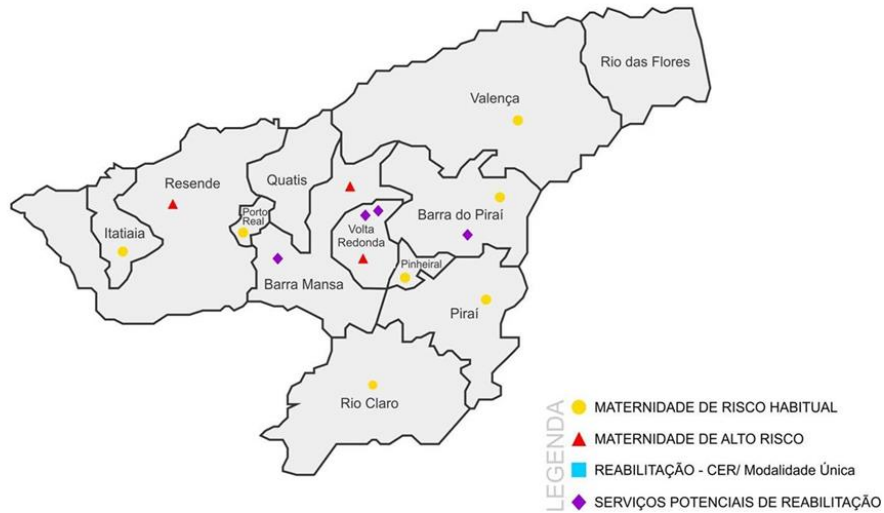 Rio das Flores
Valença
Quatis
Resende
Porto
Real
Barra do Piraí
Itatiaia
Volta
Redonda
Pinheiral
Barra Mansa
Piraí
Rio Claro
LEGENDA
MATERNIDADE DE RISCO HABITUAL
MATERNIDADE DE ALTO RISCO
REABILITAÇÃO - CER/ Modalidade Única
SERVIÇOS POTENCIAIS DE REABILITAÇÃO